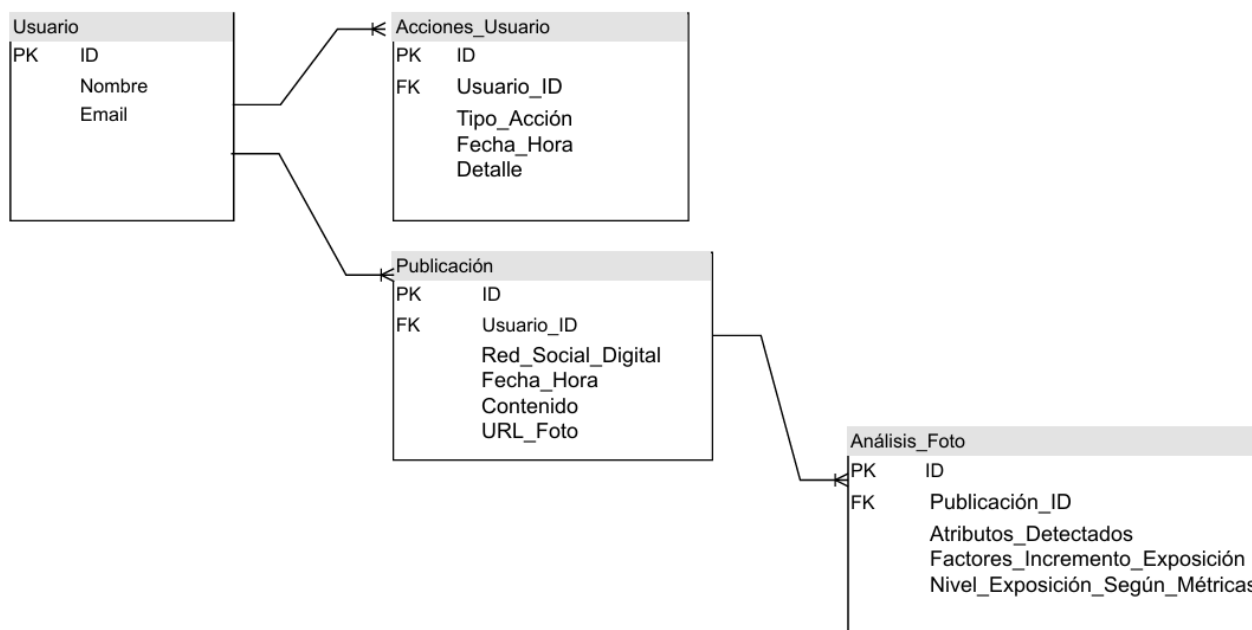 Usuario
PK ID
Nombre
Email
Acciones_Usuario
PK ID
FK Usuario_ID
Tipo_Acción
Fecha_Hora
Detalle
Publicación
PK ID
FK Usuario_ID
Red_Social_Digital
Fecha_Hora
Contenido
URL_Foto
Análisis_Foto
PK ID
FK Publicación_ID
Atributos_Detectados
Factores_Incremento_Exposición
Nivel_Exposición_Según_Métricas